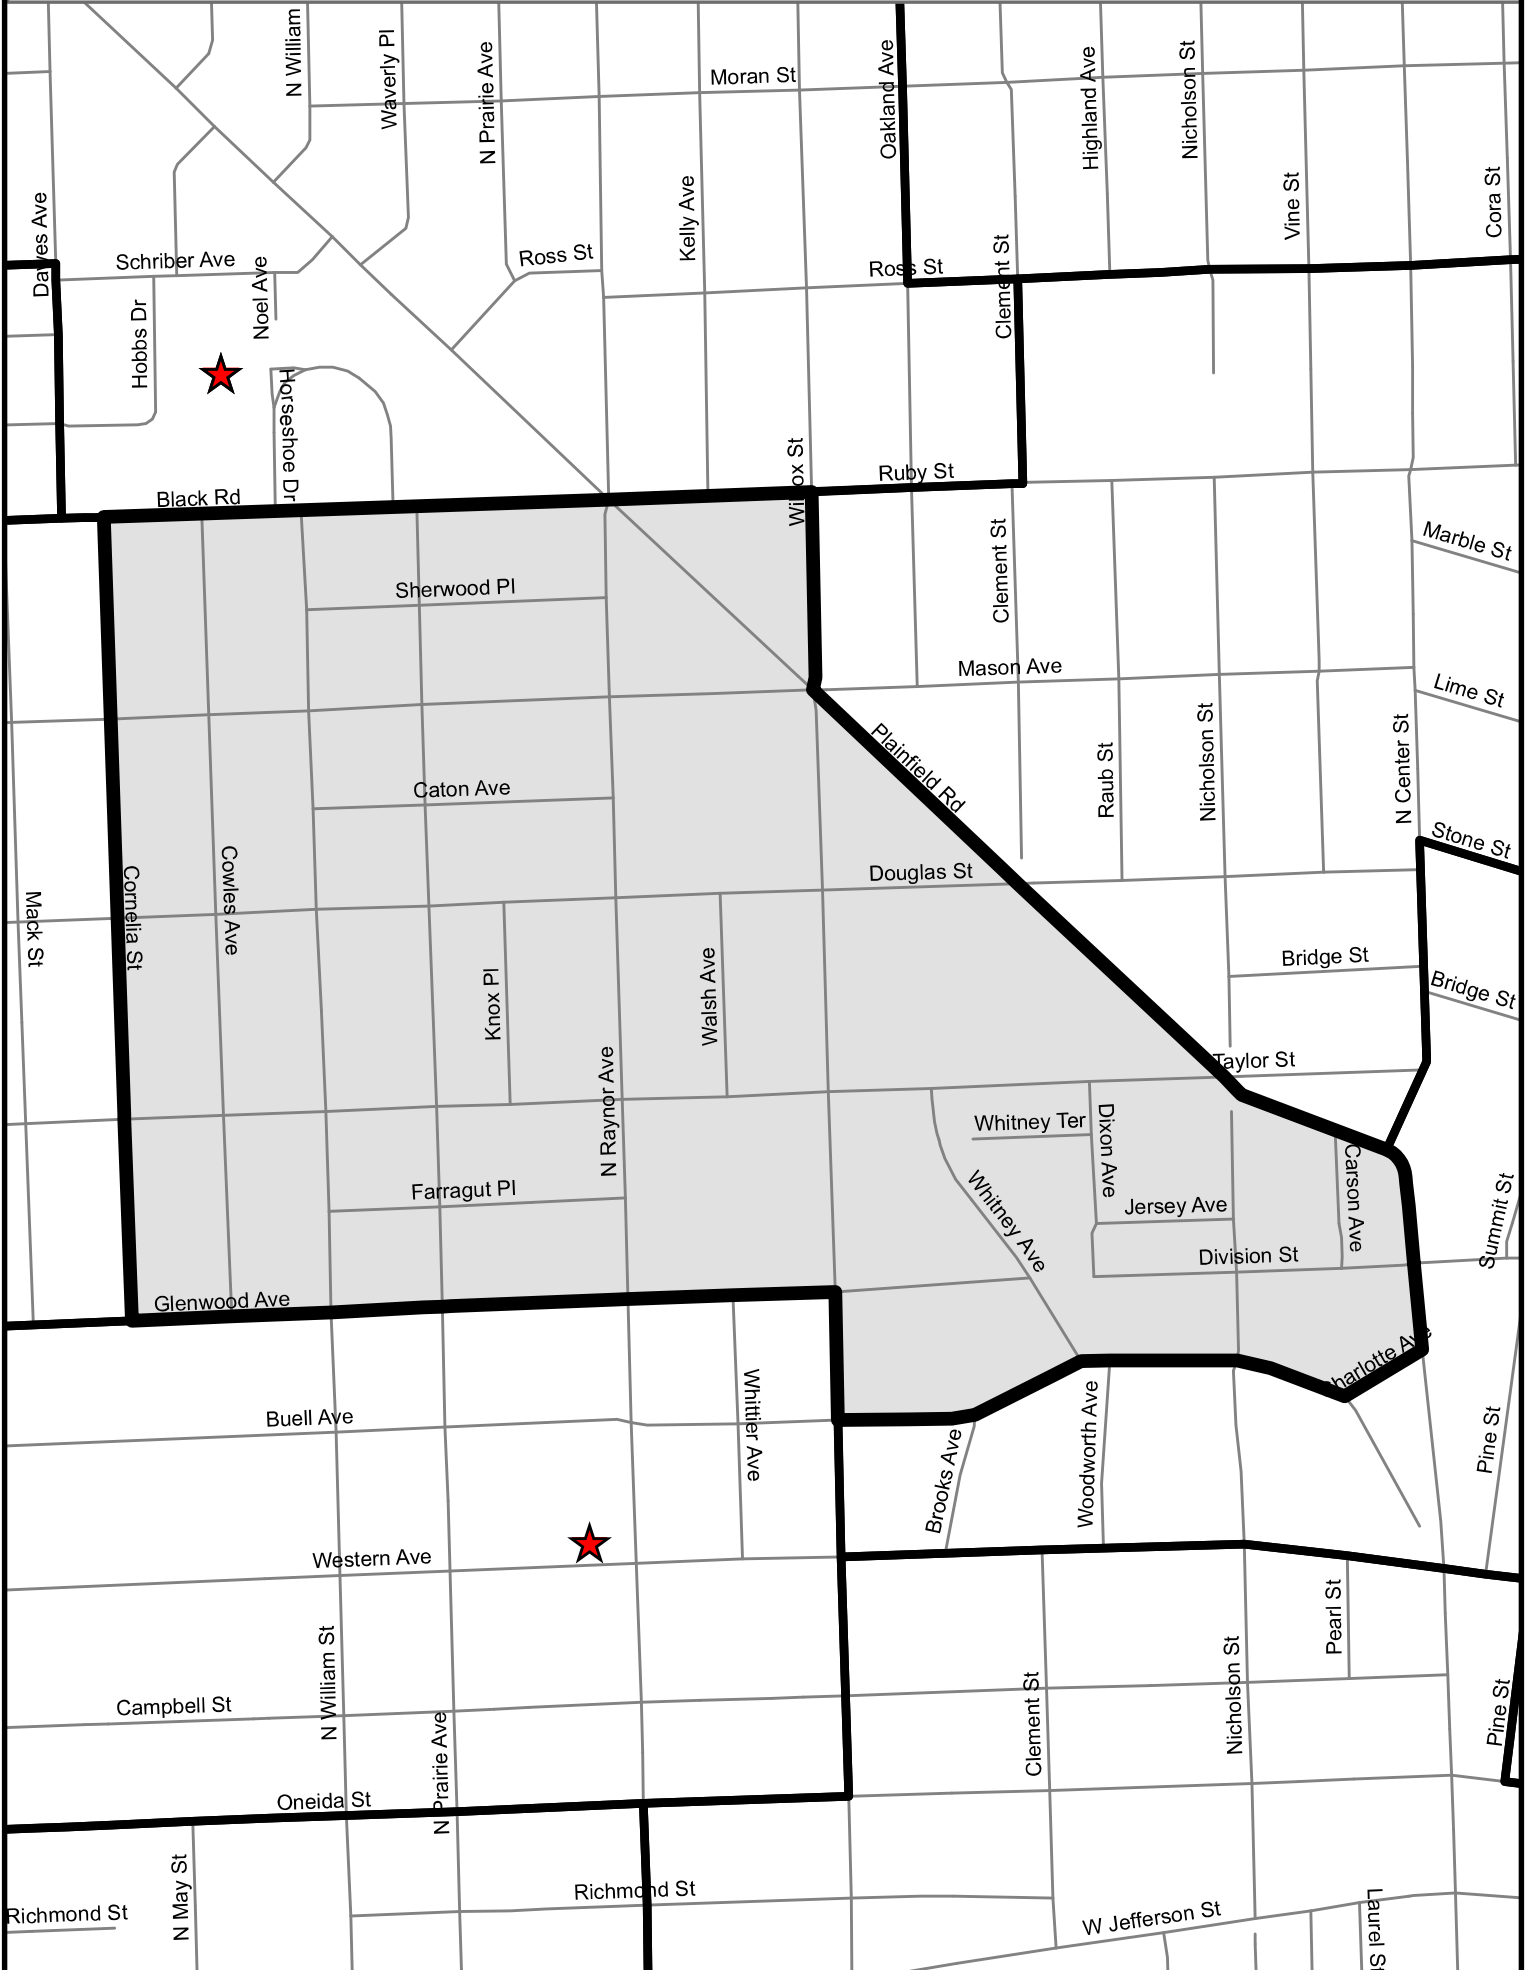 N William
Waverly Pl
N Prairie Ave
Moran St
Oakland Ave
Highland Ave
Nicholson St
Vine St
Cora St
Kelly Ave
Dawes Ave
Schriber Ave
Noel Ave
Hobbs Dr
Ross St
Ross St
Clement St
Horseshoe Dr
Black Rd
Wilcox St
Ruby St
Marble St
Clement St
Sherwood Pl
Mason Ave
Lime St
Plainfield Rd
Raub St
Nicholson St
N Center St
Caton Ave
Stone St
Douglas St
Mack St
Cornelia St
Cowles Ave
Knox Pl
Walsh Ave
Bridge St
Bridge St
N Raynor Ave
Taylor St
Whitney Ter
Dixon Ave
Carson Ave
Summit St
Farragut Pl
Whitney Ave
Jersey Ave
Division St
Glenwood Ave
Charlotte Ave
Whittier Ave
Buell Ave
Brooks Ave
Woodworth Ave
Pine St
Western Ave
N William St
Pearl St
Clement St
Nicholson St
Pine St
Campbell St
N Prairie Ave
Oneida St
N May St
Richmond St
Richmond St
W Jefferson St
Laurel St